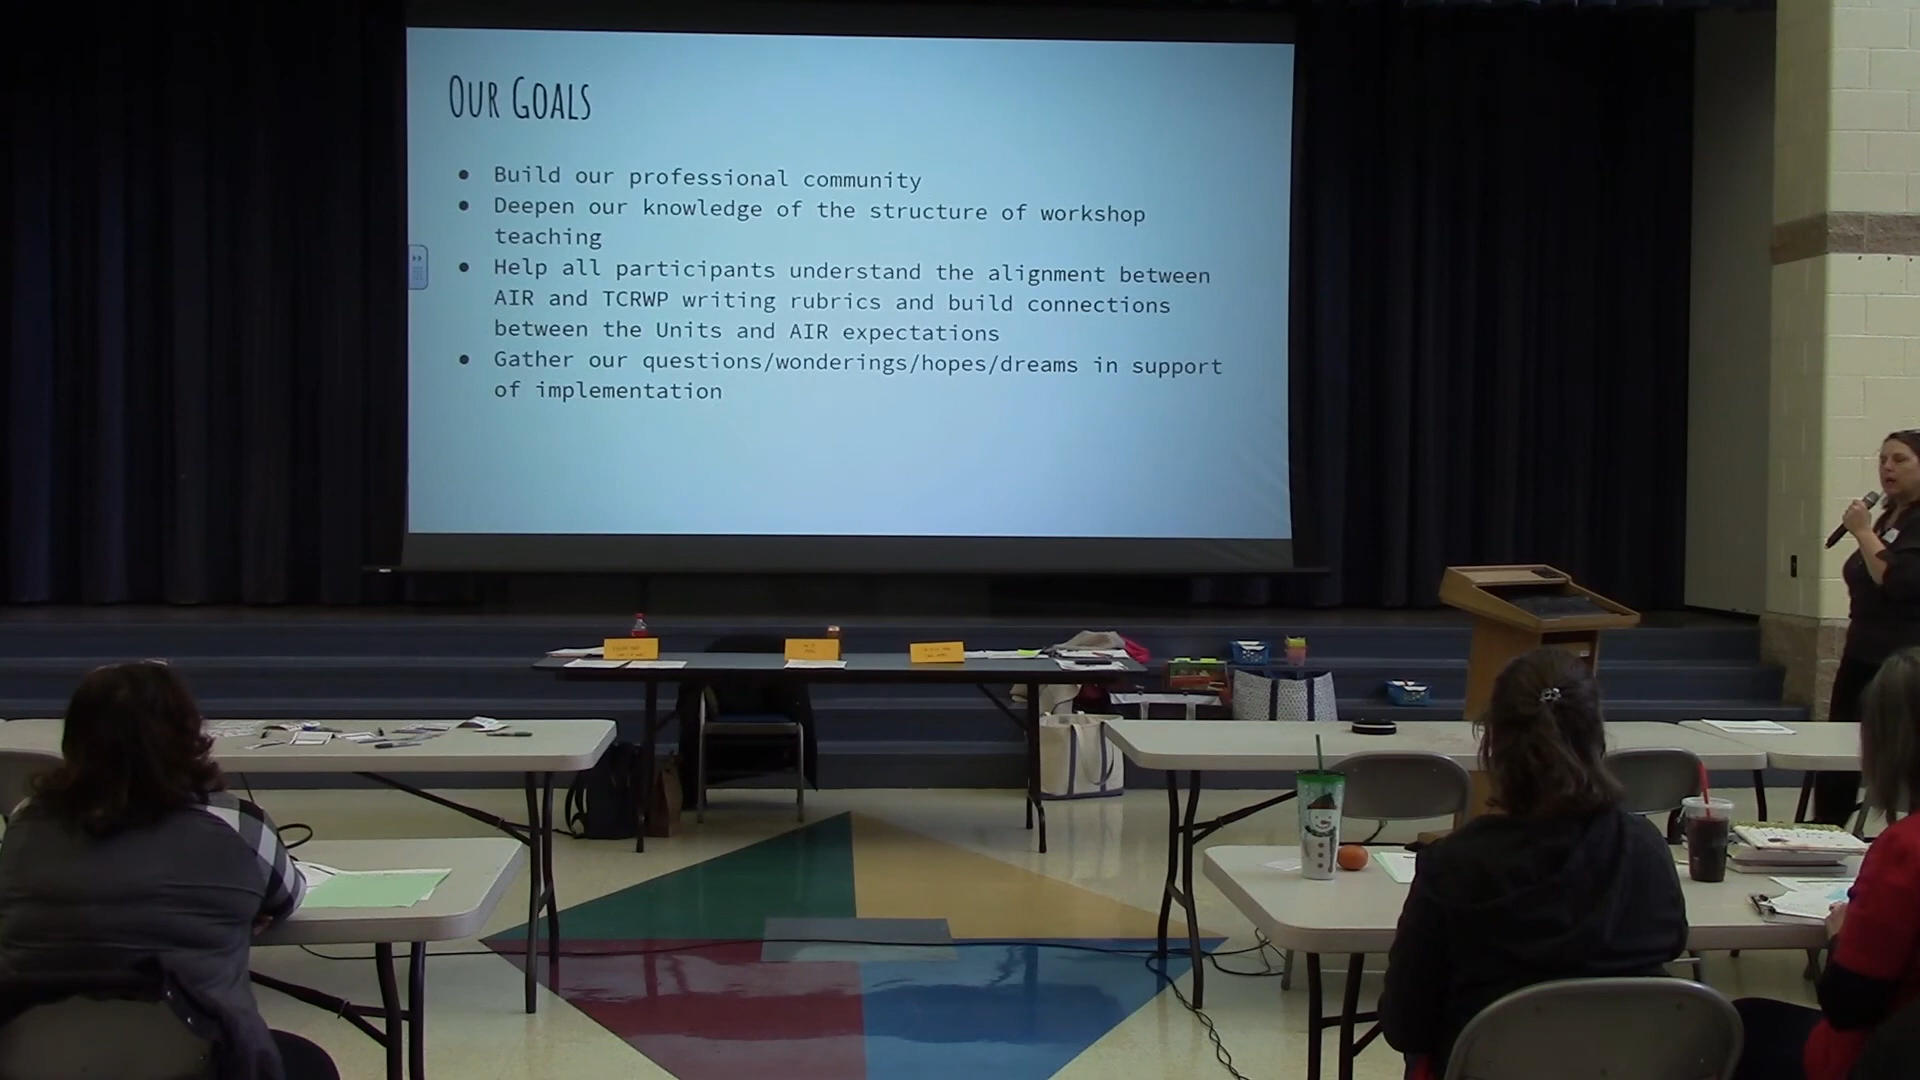 Our Goals
● Build our professional community
● Deepen our knowledge of the structure of workshop
teaching
● Help all participants understand the alignment between
AIR and TCRWP writing rubrics and build connections
between the Units and AIR expectations
● Gather our questions/wonderings/hopes/dreams in support
of implementation